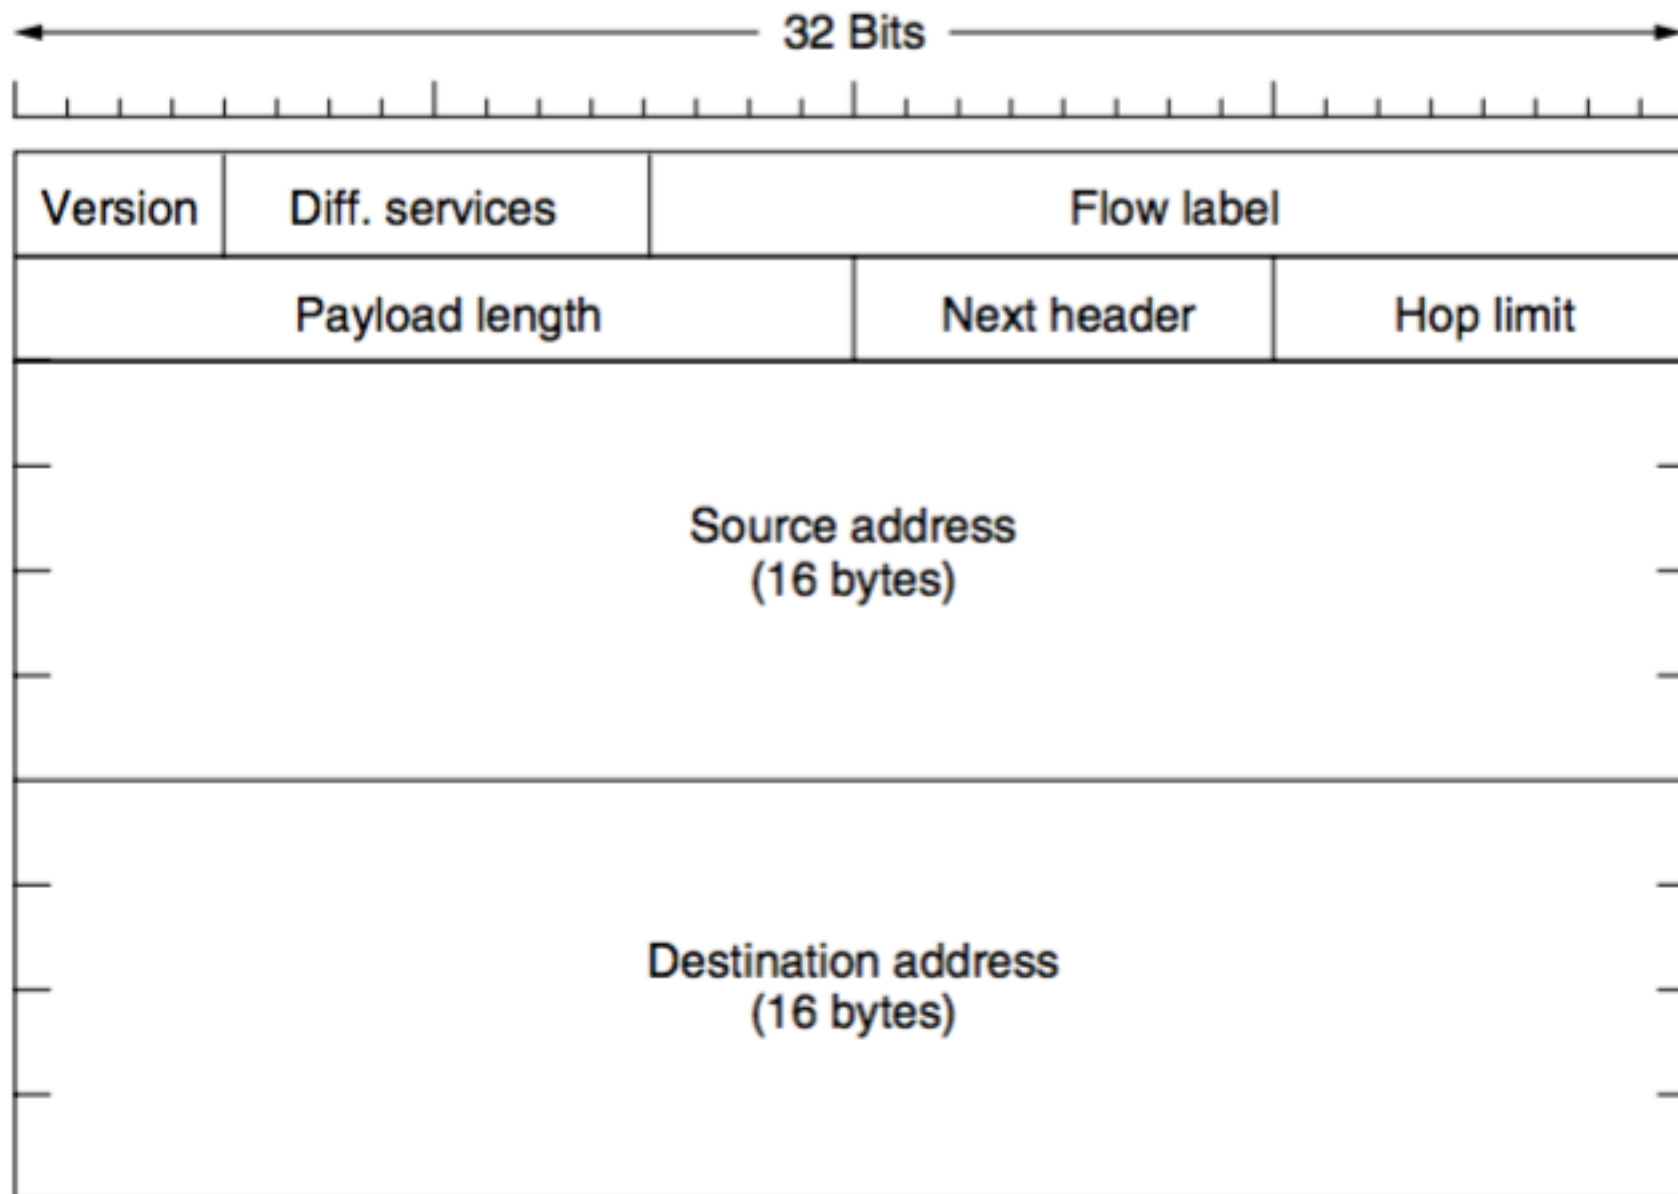 32 Bits
Version Diff. services Flow label
Payload length Next header Hop limit
Source address
(16 bytes)
Destination address
(16 bytes)